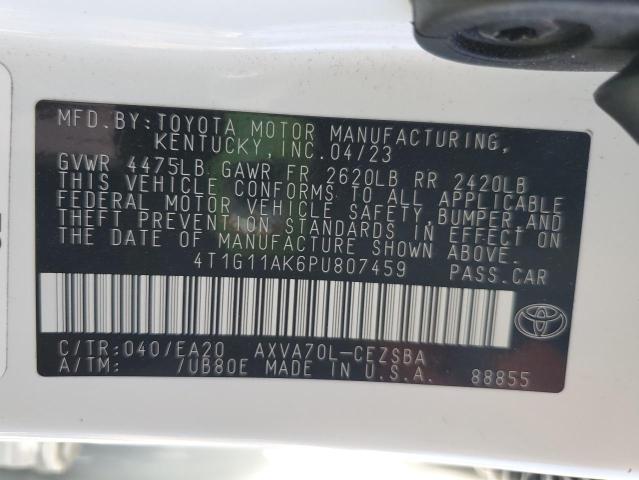 MFD. BY: TOYOTA MOTOR MANUFACTURING,
KENTUCKY, INC. 04/23
GVWR 4475LB GAWR FR 2620LB RR 2420LB
THIS VEHICLE CONFORMS TO ALL APPLICABLE
FEDERAL MOTOR VEHICLE SAFETY, BUMPER, AND
THEFT PREVENTION STANDARDS IN EFFECT ON
THE DATE OF MANUFACTURE SHOWN ABOVE.
4T1G11AK6PU807459 PASS.CAR
C/TR: 040/EA20 AXVA70L-CEZSBA
A/TM: /UB80E MADE IN U.S.A. 88855